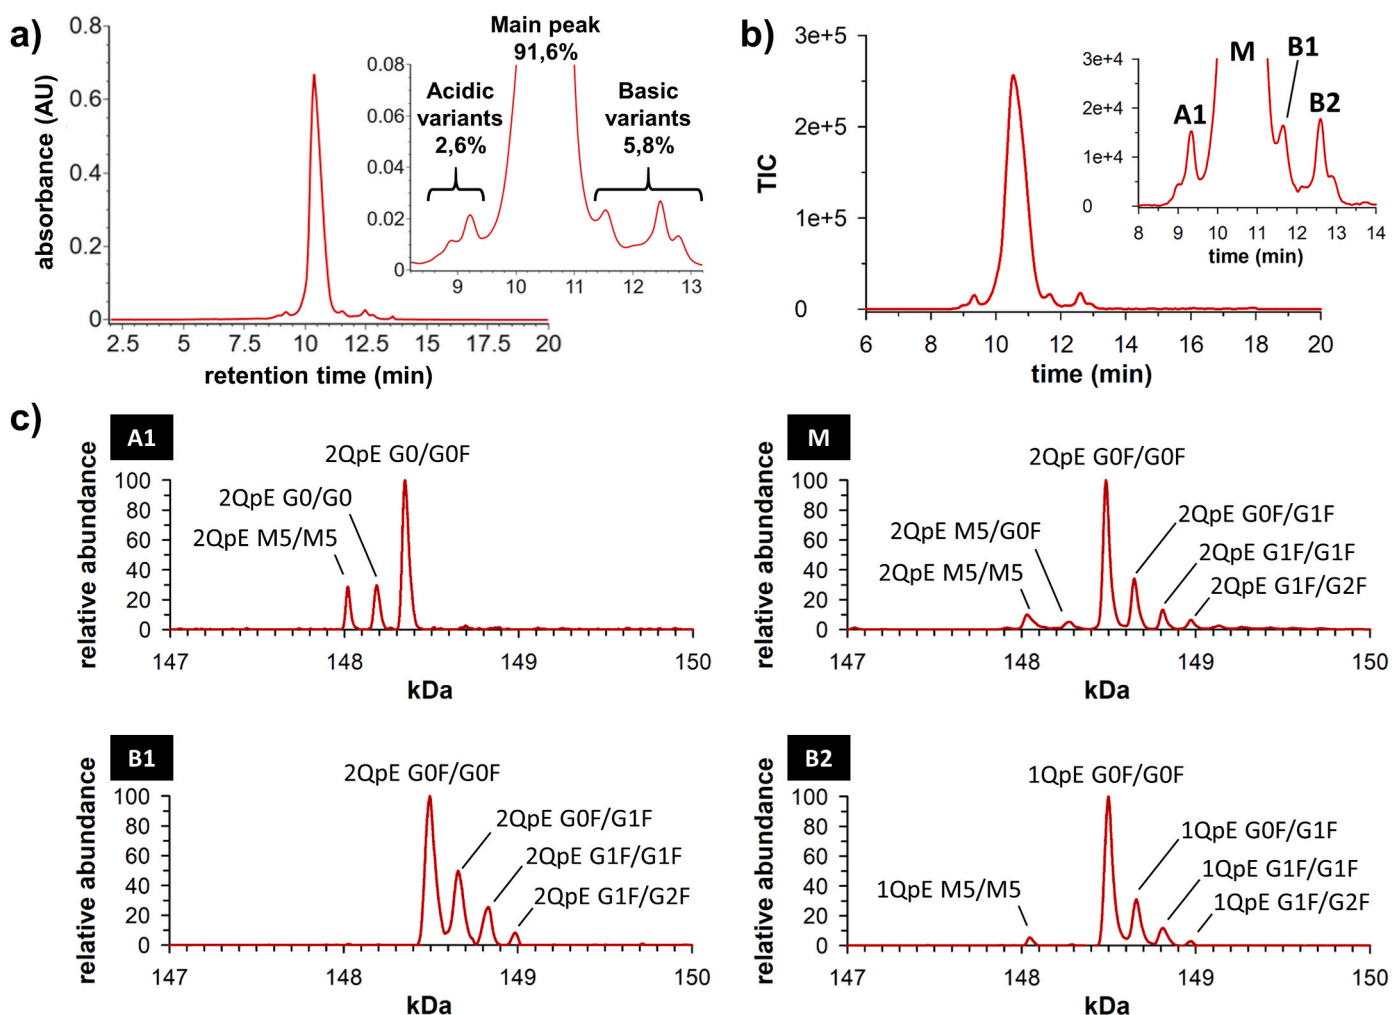 a)
0.8
0.6
0.4
0.2
0
absorbance (AU)
2.5
5
7.5
10
12.5
15
17.5
20
retention time (min)
Main peak
91,6%
0.08
0.06
0.04
0.02
0
Acidic
variants
2,6%
Basic
variants
5,8%
9
10
11
12
13
b)
3e+5
2e+5
1e+5
0
TIC
6
8
10
12
14
16
18
20
time (min)
3e+4
2e+4
1e+4
0
A1
M
B1
B2
8
9
10
11
12
13
14
time (min)
c)
A1
relative abundance
100
80
60
40
20
0
2QpE G0/G0F
2QpE G0/G0
2QpE M5/M5
147
148
149
150
kDa
M
relative abundance
100
80
60
40
20
0
2QpE G0F/G0F
2QpE G0F/G1F
2QpE M5/G0F
2QpE G1F/G1F
2QpE M5/M5
2QpE G1F/G2F
147
148
149
150
kDa
B1
relative abundance
100
80
60
40
20
0
2QpE G0F/G0F
2QpE G0F/G1F
2QpE G1F/G1F
2QpE G1F/G2F
147
148
149
150
kDa
B2
relative abundance
100
80
60
40
20
0
1QpE G0F/G0F
1QpE G0F/G1F
1QpE G1F/G1F
1QpE M5/M5
1QpE G1F/G2F
147
148
149
150
kDa